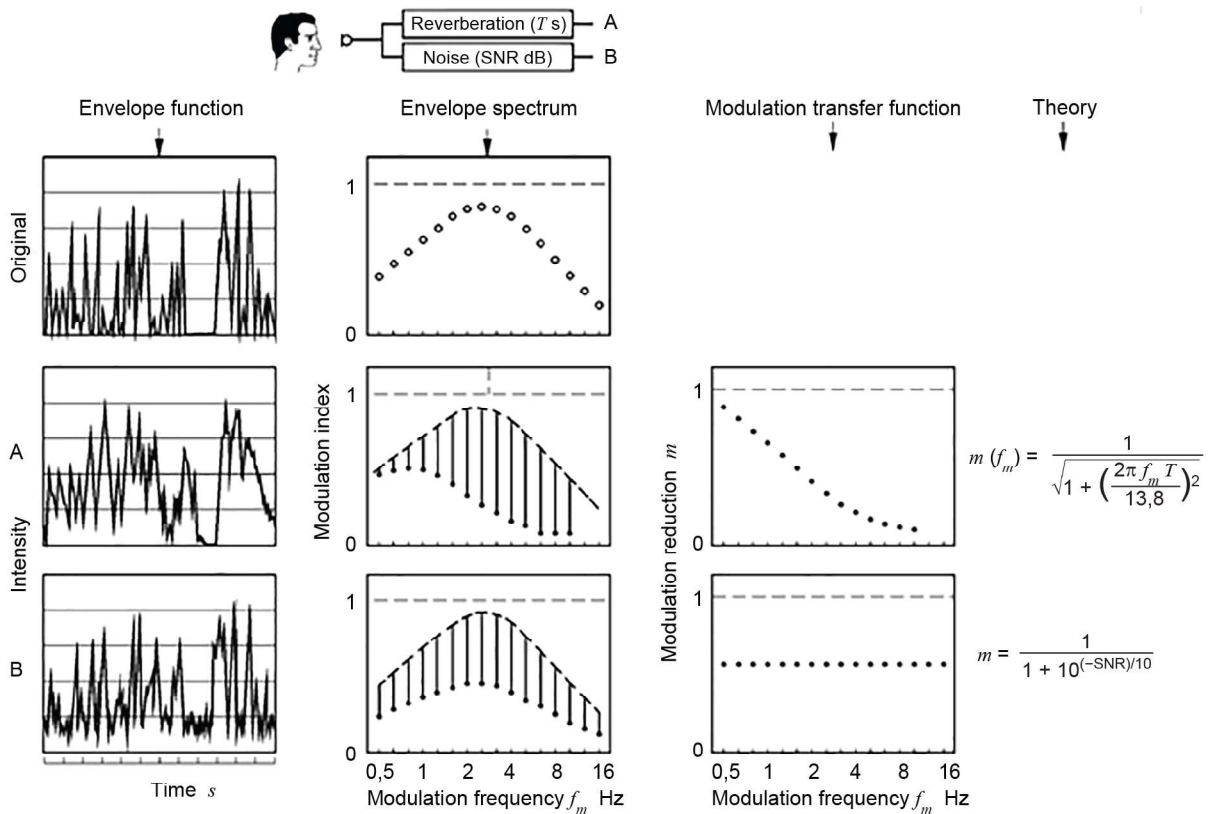 Reverberation (T s) A
Noise (SNR dB) B
Envelope function Envelope spectrum Modulation transfer function Theory
Original
1
0
A
Intensity
B
Modulation index
1
0
1
0
Modulation reduction m
1
0
1
0
m (fm) = 1 / √(1 + (2π fm T / 13,8)2)
m = 1 / (1 + 10(–SNR)/10)
0,5 1 2 4 8 16
0,5 1 2 4 8 16
Time s
Modulation frequency fm Hz
Modulation frequency fm Hz